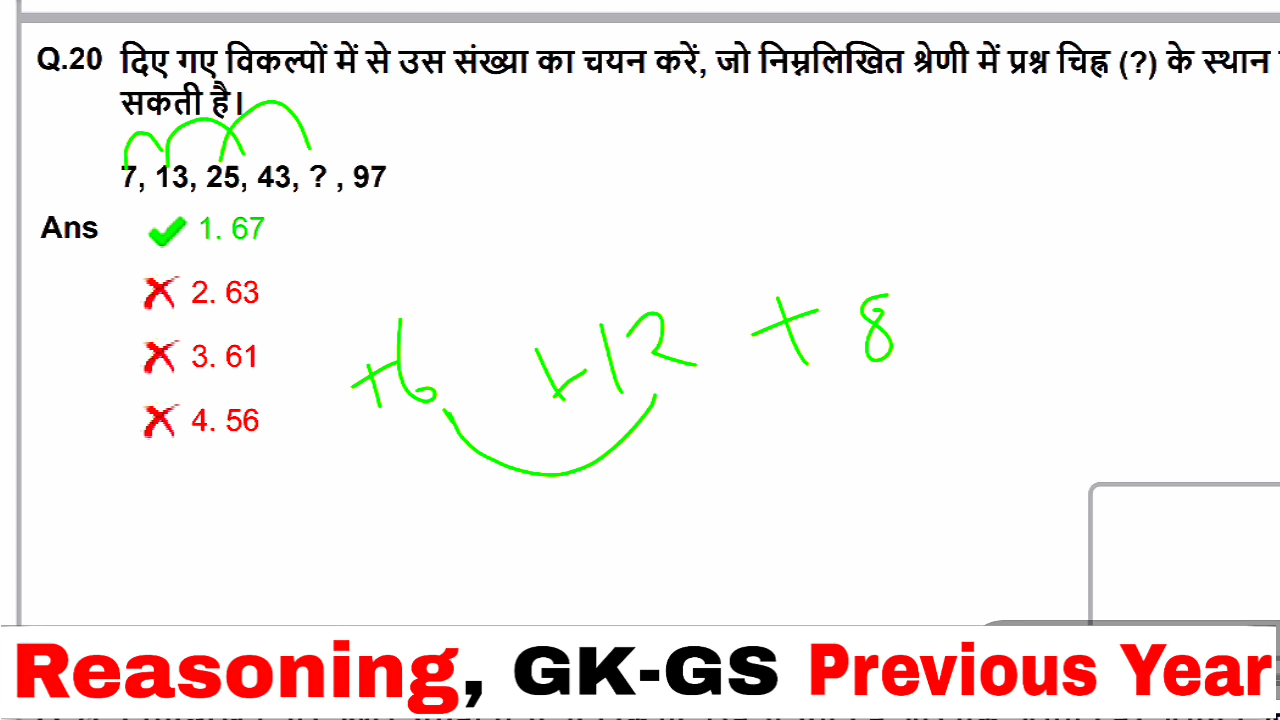 Q.20 दिए गए विकल्पों में से उस संख्या का चयन करें, जो निम्नलिखित श्रेणी में प्रश्न चिह्न (?) के स्थान
सकती है।
7, 13, 25, 43, ? , 97
Ans 1. 67
2. 63
3. 61
4. 56
+6 +12 + 8
Reasoning, GK-GS Previous Year